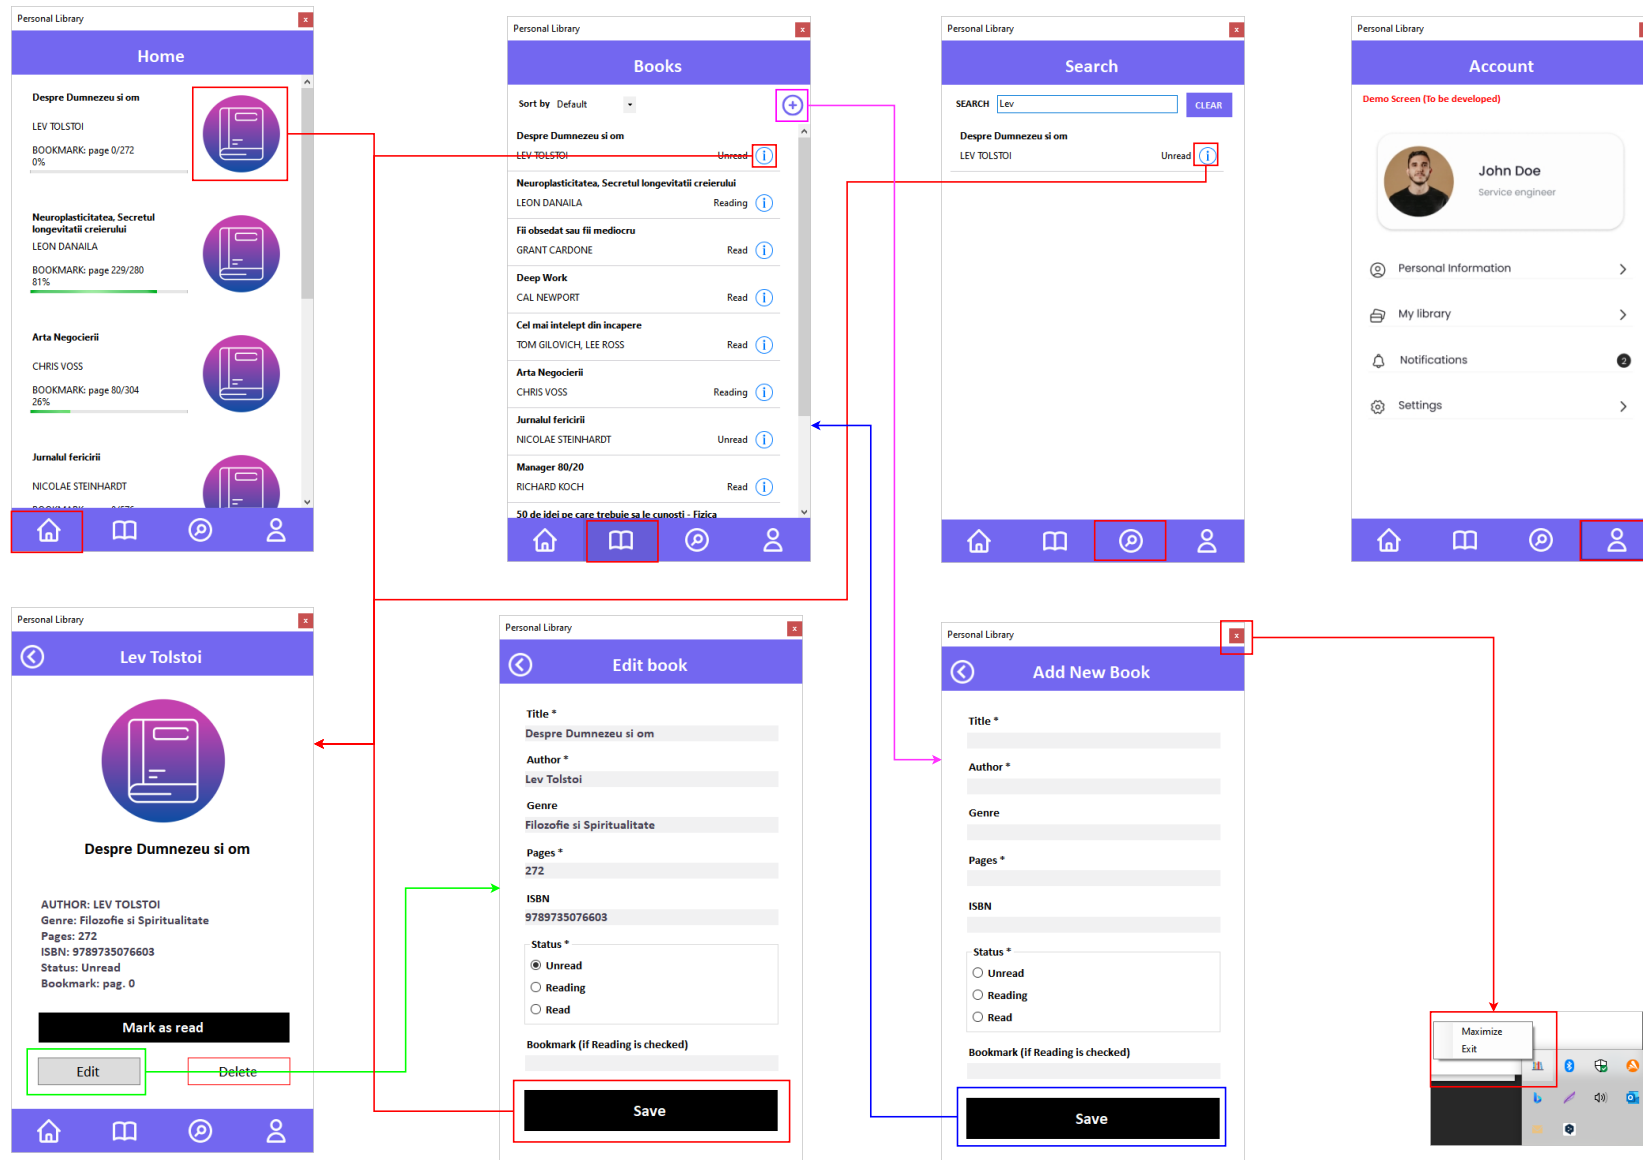 Personal Library
x
Home
Despre Dumnezeu si om
LEV TOLSTOI
BOOKMARK: page 0/272
0%
Neuroplasticitatea, Secretul
longevitatii creierului
LEON DANAILA
BOOKMARK: page 229/280
81%
Arta Negocierii
CHRIS VOSS
BOOKMARK: page 80/304
26%
Jurnalul fericirii
NICOLAE STEINHARDT
Personal Library
x
Books
Sort by Default
Despre Dumnezeu si om
LEV TOLSTOI Unread
Neuroplasticitatea, Secretul longevitatii creierului
LEON DANAILA Reading
Fii obsedat sau fii mediocru
GRANT CARDONE Read
Deep Work
CAL NEWPORT Read
Cel mai intelept din incapere
TOM GILOVICH, LEE ROSS Read
Arta Negocierii
CHRIS VOSS Reading
Jurnalul fericirii
NICOLAE STEINHARDT Unread
Manager 80/20
RICHARD KOCH Read
50 de idei pe care trebuie sa le cunosti - Fizica
Personal Library
x
Search
SEARCH Lev CLEAR
Despre Dumnezeu si om
LEV TOLSTOI Unread
Personal Library
Account
Demo Screen (To be developed)
John Doe
Service engineer
Personal Information
My library
Notifications 2
Settings
Personal Library
x
Lev Tolstoi
Despre Dumnezeu si om
AUTHOR: LEV TOLSTOI
Genre: Filozofie si Spiritualitate
Pages: 272
ISBN: 9789735076603
Status: Unread
Bookmark: pag. 0
Mark as read
Edit Delete
Personal Library
x
Edit book
Title *
Despre Dumnezeu si om
Author *
Lev Tolstoi
Genre
Filozofie si Spiritualitate
Pages *
272
ISBN
9789735076603
Status *
Unread
Reading
Read
Bookmark (if Reading is checked)
Save
Personal Library
x
Add New Book
Title *
Author *
Genre
Pages *
ISBN
Status *
Unread
Reading
Read
Bookmark (if Reading is checked)
Save
Maximize
Exit